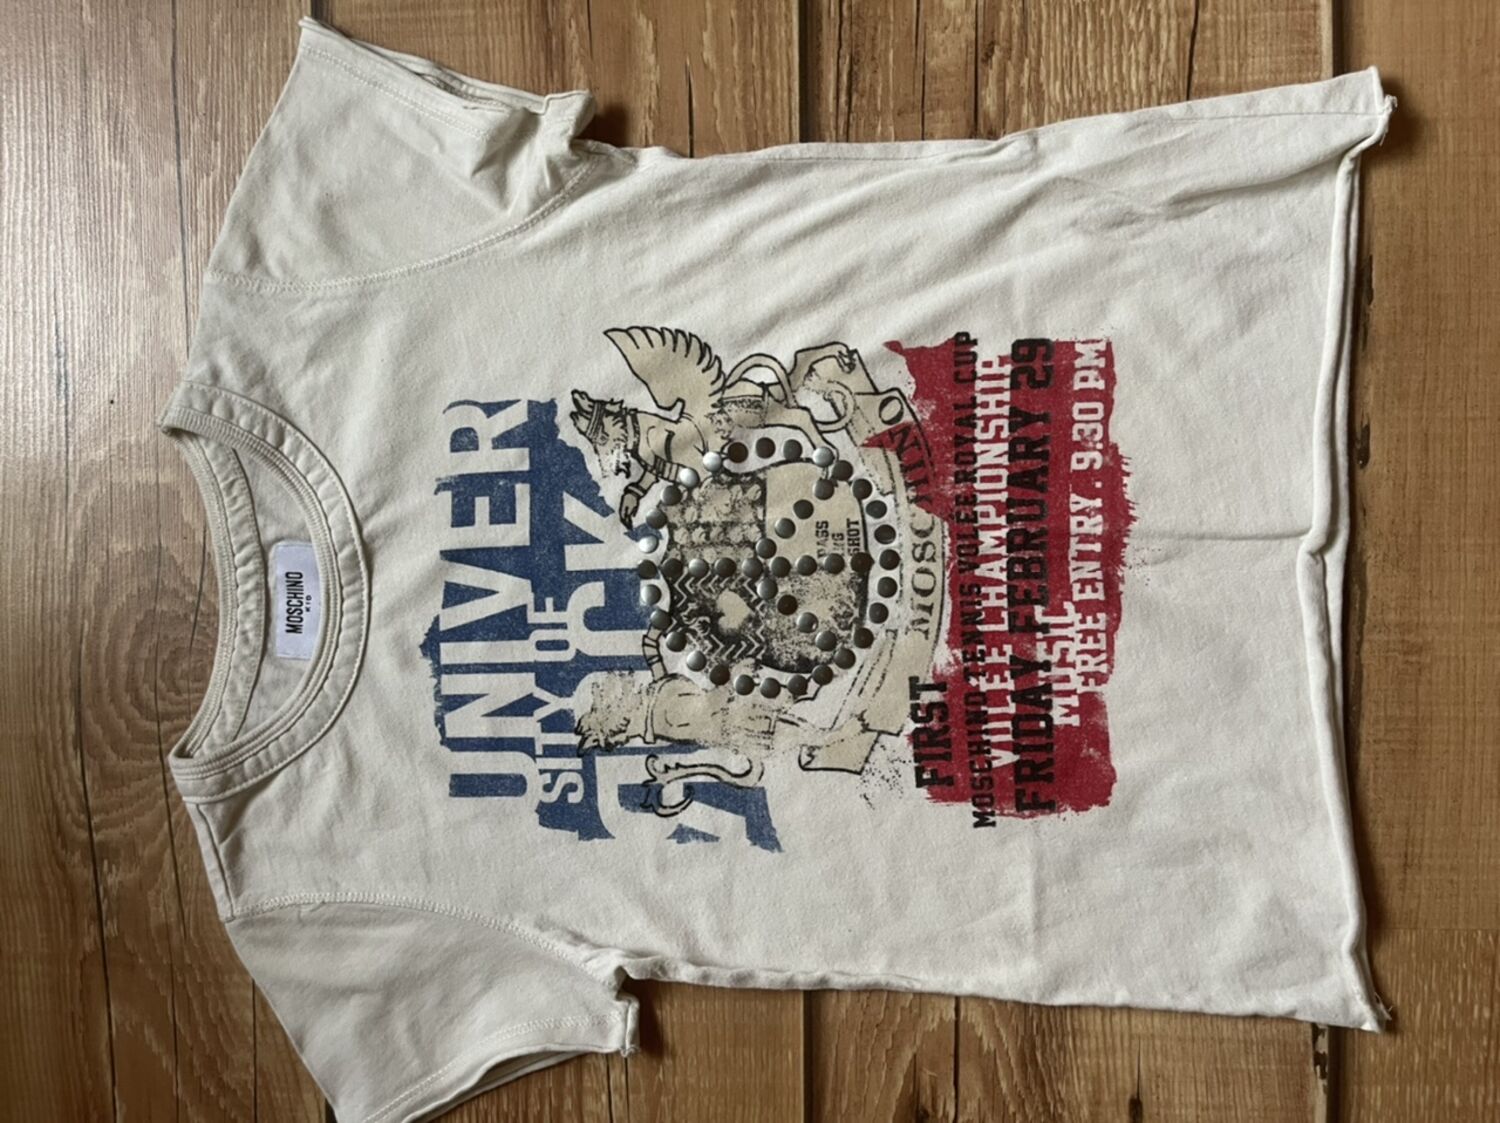 MOSCHINO
KID
UNIVER
SITY OF
MOSCHINO
SHOT
FIRST
MOSCHINO TENNIS VOLEE ROYAL CUP
VOLEE CHAMPIONSHIP
FRIDAY FEBRUARY 29
MUSIC
FREE ENTRY . 9.30 PM